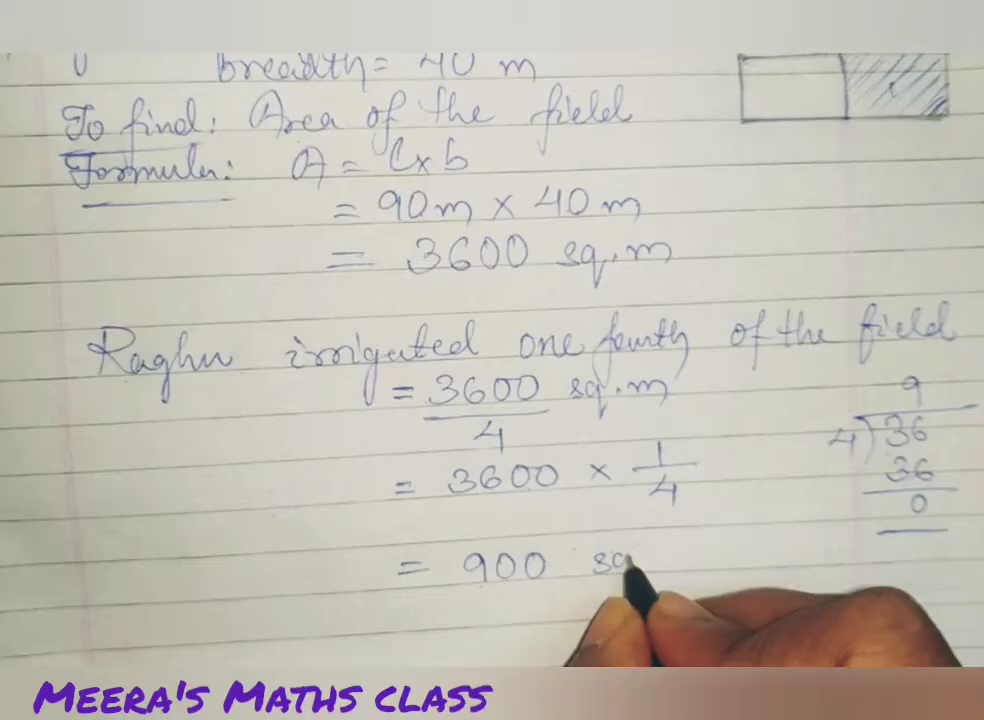 breadth = 40 m
To find: Area of the field
Formula: A = l x b
= 90m x 40 m
= 3600 sq.m
Raghu irrigated one fourth of the field
= 3600 sq.m
4
= 3600 x 1/4
9
4) 36
36
0
= 900 sq
MEERA'S MATHS CLASS